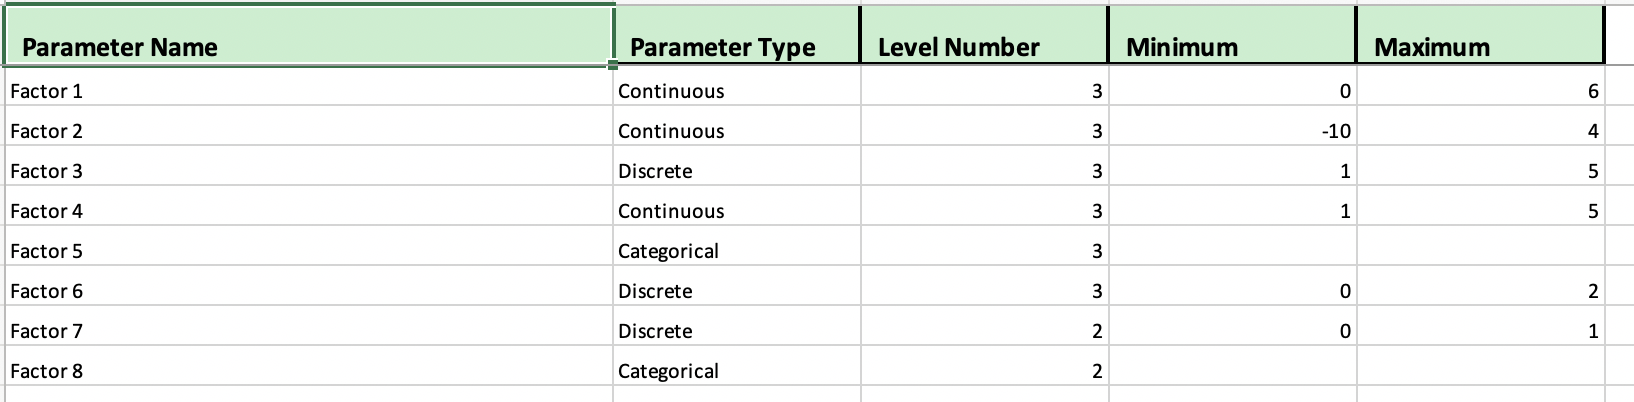 Parameter Name Parameter Type Level Number Minimum Maximum
Factor 1 Continuous 3 0 6
Factor 2 Continuous 3 -10 4
Factor 3 Discrete 3 1 5
Factor 4 Continuous 3 1 5
Factor 5 Categorical 3
Factor 6 Discrete 3 0 2
Factor 7 Discrete 2 0 1
Factor 8 Categorical 2